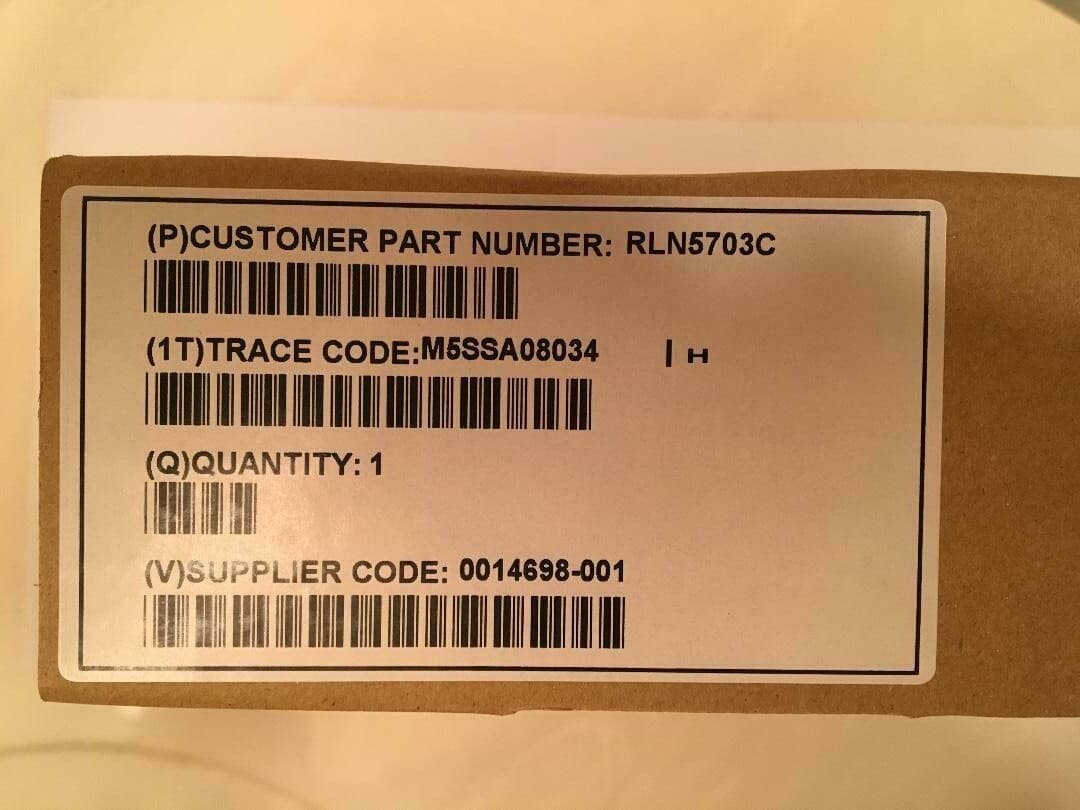 (P)CUSTOMER PART NUMBER: RLN5703C
(1T)TRACE CODE:M5SSA08034 I H
(Q)QUANTITY: 1
(V)SUPPLIER CODE: 0014698-001